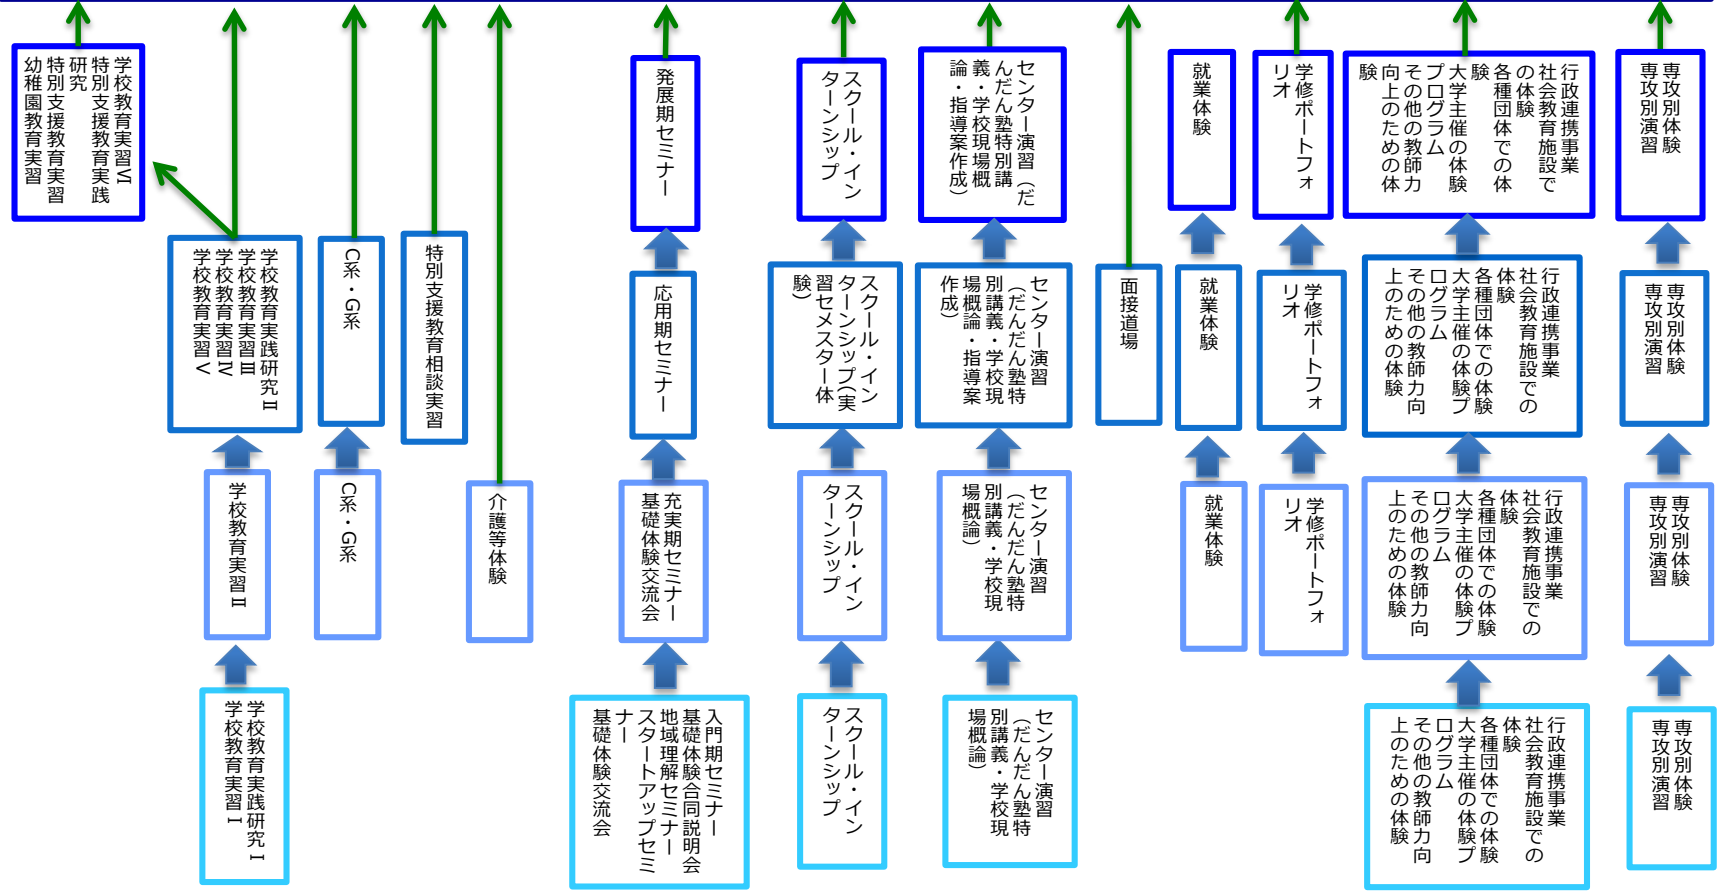 学校教育実習Ⅵ
特別支援教育実践
研究
特別支援教育実習
幼稚園教育実習
発展期セミナー
スクール・イン
ターンシップ
センター演習（だ
んだん塾特別講
義・学校現場概
論・指導案作成）
就業体験
学修ポートフォ
リオ
行政連携事業
社会教育施設で
の体験
各種団体での体
験
大学主催の体験
プログラム
その他の教師力
向上のための体
験
専攻別体験
専攻別演習
学校教育実践研究Ⅱ
学校教育実習Ⅲ
学校教育実習Ⅳ
学校教育実習Ⅴ
C系・G系
特別支援教育相談実習
応用期セミナー
スクール・イン
ターンシップ(実
習セメスター体
験)
センター演習
（だんだん塾特
別講義・学校現
場概論・指導案
作成）
面接道場
就業体験
学修ポートフォ
リオ
行政連携事業
社会教育施設での
体験
各種団体での体験
大学主催の体験プ
ログラム
その他の教師力向
上のための体験
専攻別体験
専攻別演習
学校教育実習Ⅱ
C系・G系
介護等体験
充実期セミナー
基礎体験交流会
スクール・イン
ターンシップ
センター演習
（だんだん塾特
別講義・学校現
場概論）
就業体験
学修ポートフォ
リオ
行政連携事業
社会教育施設での
体験
各種団体での体験
大学主催の体験プ
ログラム
その他の教師力向
上のための体験
専攻別体験
専攻別演習
学校教育実践研究Ⅰ
学校教育実習Ⅰ
入門期セミナー
基礎体験合同説明会
地域理解セミナー
スタートアップセミ
ナー
基礎体験交流会
スクール・イン
ターンシップ
センター演習
（だんだん塾特
別講義・学校現
場概論）
行政連携事業
社会教育施設での
体験
各種団体での体験
大学主催の体験プ
ログラム
その他の教師力向
上のための体験
専攻別体験
専攻別演習